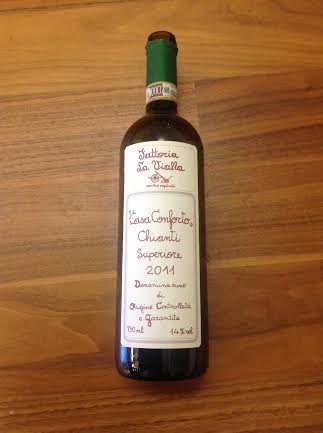 Fattoria
La Vialla
"Casa Conforto"
Chianti
Superiore
2011
Denominazione
di
Origine Controllata
e Garantita
750 ml 14% vol